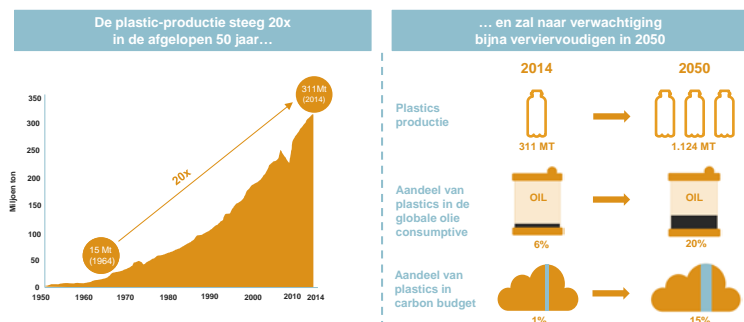 De plastic-productie steeg 20x
in de afgelopen 50 jaar…
… en zal naar verwachtiging
bijna verviervoudigen in 2050
Miljoen ton
350
300
250
200
150
100
50
0
1950
1960
1970
1980
1990
2000
2010
2014
15 Mt
(1964)
20x
311Mt
(2014)
2014
2050
Plastics
productie
311 MT
1.124 MT
Aandeel van
plastics in de
globale olie
consumptive
OIL
OIL
6%
20%
Aandeel van
plastics in
carbon budget
1%
15%